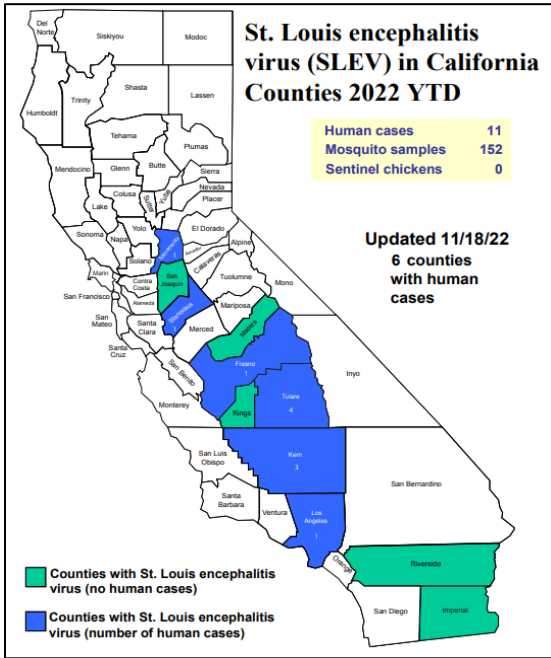 St. Louis encephalitis
virus (SLEV) in California
Counties 2022 YTD
Human cases 11
Mosquito samples 152
Sentinel chickens 0
Updated 11/18/22
6 counties
with human
cases
Del
Norte
Siskiyou
Modoc
Humboldt
Trinity
Shasta
Lassen
Tehama
Plumas
Mendocino
Glenn
Butte
Sierra
Lake
Colusa
Sutter
Yuba
Nevada
Placer
Sonoma
Napa
Yolo
El Dorado
Alpine
Solano
Sacramento
1
Amador
Calaveras
Marin
Contra
Costa
San
Joaquin
Tuolumne
Mono
San Francisco
Alameda
Stanislaus
1
Mariposa
San
Mateo
Santa
Clara
Merced
Madera
Santa
Cruz
San Benito
Fresno
1
Inyo
Monterey
Kings
Tulare
4
San Luis
Obispo
Kern
3
San Bernardino
Santa
Barbara
Ventura
Los
Angeles
1
Orange
Riverside
San Diego
Imperial
Counties with St. Louis encephalitis
virus (no human cases)
Counties with St. Louis encephalitis
virus (number of human cases)